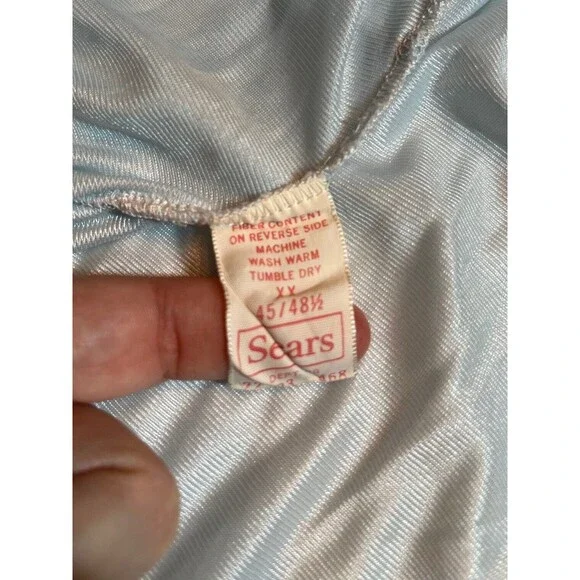 FIBER CONTENT
ON REVERSE SIDE
MACHINE
WASH WARM
TUMBLE DRY
XX
45/48½
Sears